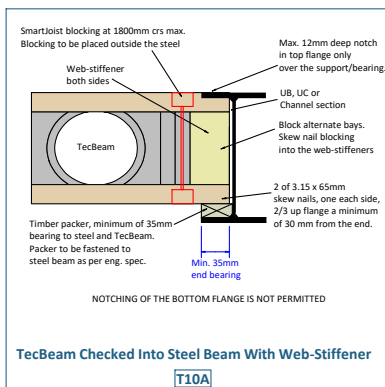 SmartJoist blocking at 1800mm crs max.
Blocking to be placed outside the steel
Web-stiffener
both sides
Max. 12mm deep notch
in top flange only
over the support/bearing.
UB, UC or
Channel section
Block alternate bays.
Skew nail blocking
into the web-stiffeners
TecBeam
2 of 3.15 x 65mm
skew nails, one each side,
2/3 up flange a minimum
of 30 mm from the end.
Timber packer, minimum of 35mm
bearing to steel and TecBeam.
Packer to be fastened to
steel beam as per eng. spec.
Min. 35mm
end bearing
NOTCHING OF THE BOTTOM FLANGE IS NOT PERMITTED
TecBeam Checked Into Steel Beam With Web-Stiffener
T10A